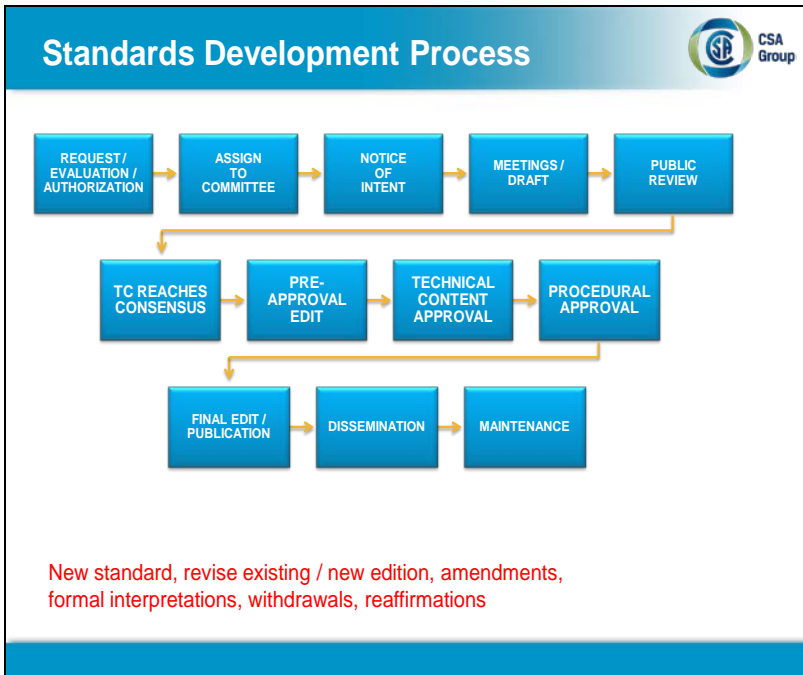 Standards Development Process
CSA
Group
REQUEST /
EVALUATION /
AUTHORIZATION
ASSIGN
TO
COMMITTEE
NOTICE
OF
INTENT
MEETINGS /
DRAFT
PUBLIC
REVIEW
TC REACHES
CONSENSUS
PRE-
APPROVAL
EDIT
TECHNICAL
CONTENT
APPROVAL
PROCEDURAL
APPROVAL
FINAL EDIT /
PUBLICATION
DISSEMINATION
MAINTENANCE
New standard, revise existing / new edition, amendments,
formal interpretations, withdrawals, reaffirmations